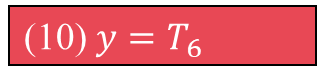 (10) y = T₆